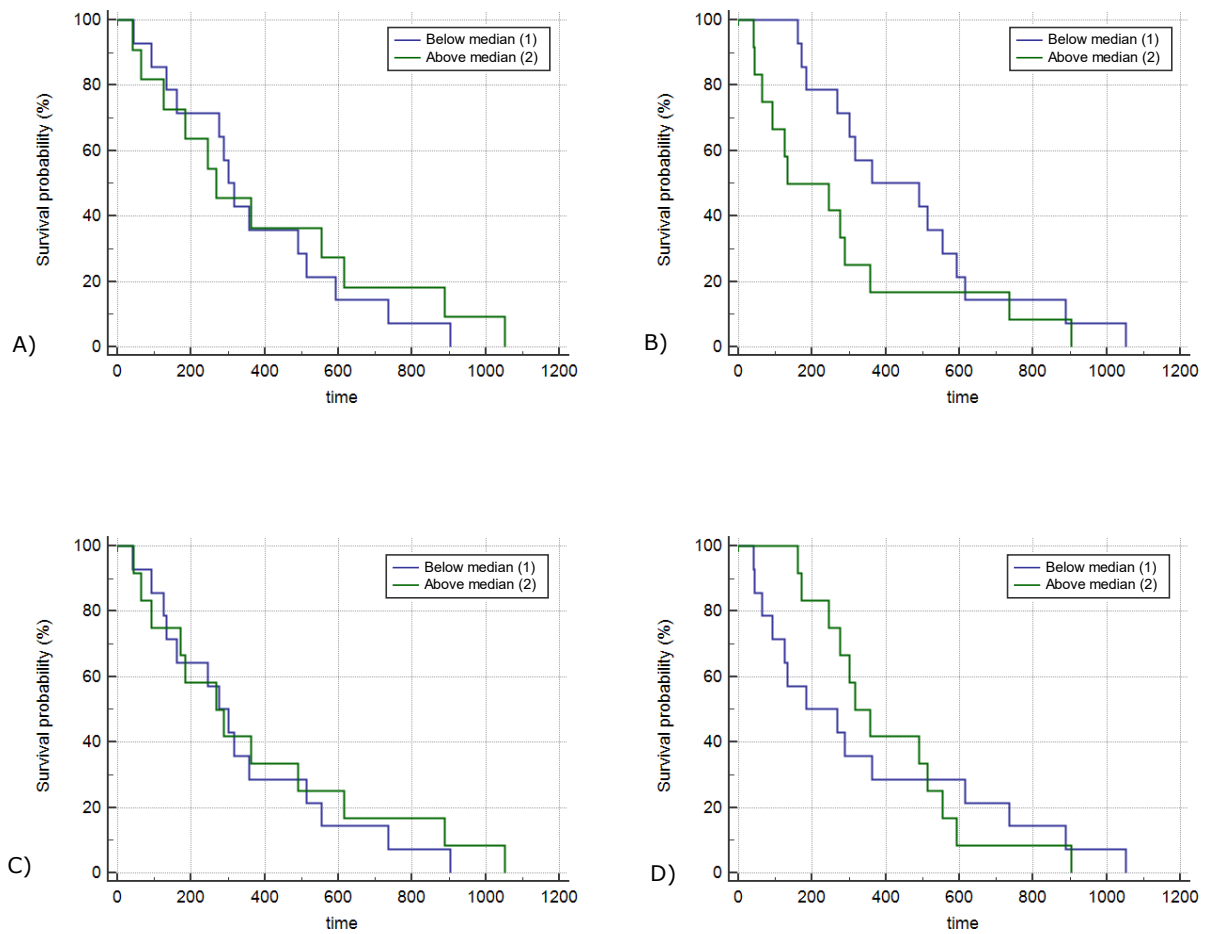 100
80
60
40
20
0
Survival probability (%)
Below median (1)
Above median (2)
0 200 400 600 800 1000 1200
time
A)
100
80
60
40
20
0
Survival probability (%)
Below median (1)
Above median (2)
0 200 400 600 800 1000 1200
time
B)
100
80
60
40
20
0
Survival probability (%)
Below median (1)
Above median (2)
0 200 400 600 800 1000 1200
time
C)
100
80
60
40
20
0
Survival probability (%)
Below median (1)
Above median (2)
0 200 400 600 800 1000 1200
time
D)